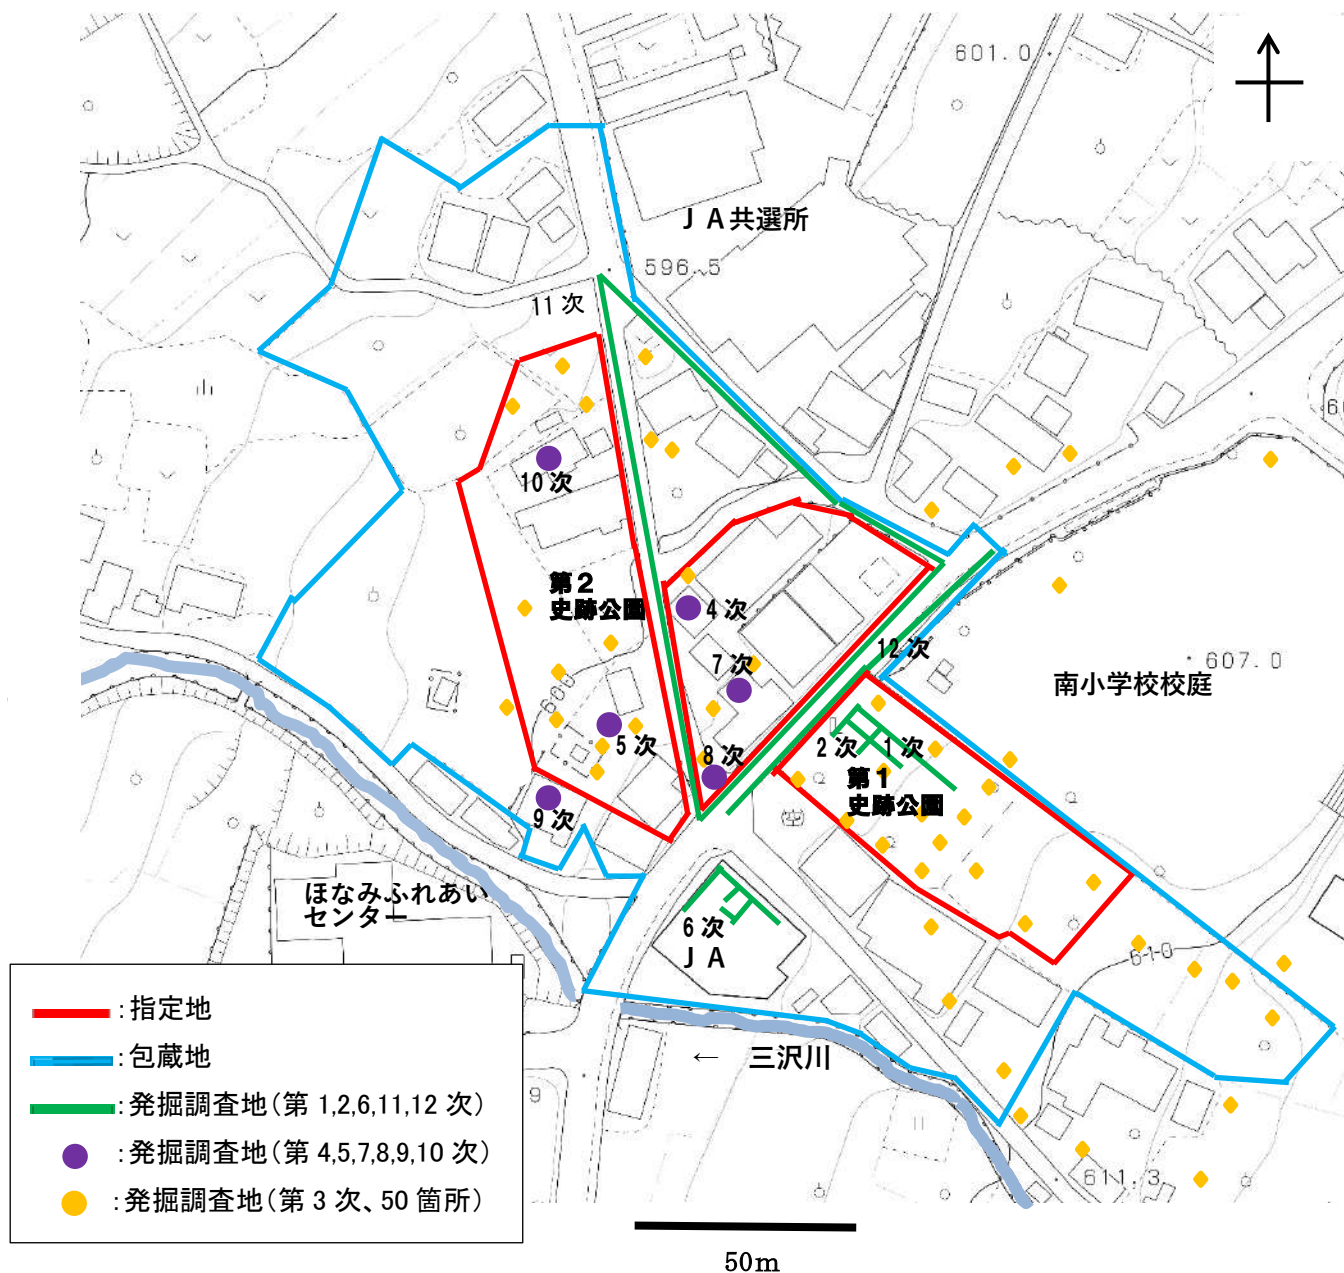 601.0
ＪＡ共選所
596.5
11次
10次
第２
史跡公園
4次
7次
12次
607.0
南小学校校庭
600
5次
8次
2次
1次
第１
史跡公園
9次
ほなみふれあい
センター
6次
ＪＡ
610
← 三沢川
611.3
:指定地
:包蔵地
:発掘調査地(第 1,2,6,11,12 次)
:発掘調査地(第 4,5,7,8,9,10 次)
:発掘調査地(第 3 次、50 箇所)
50m